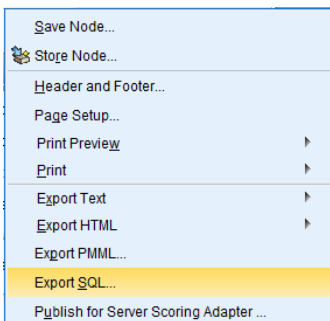 Save Node...
Store Node...
Header and Footer...
Page Setup...
Print Preview
Print
Export Text
Export HTML
Export PMML...
Export SQL...
Publish for Server Scoring Adapter ...